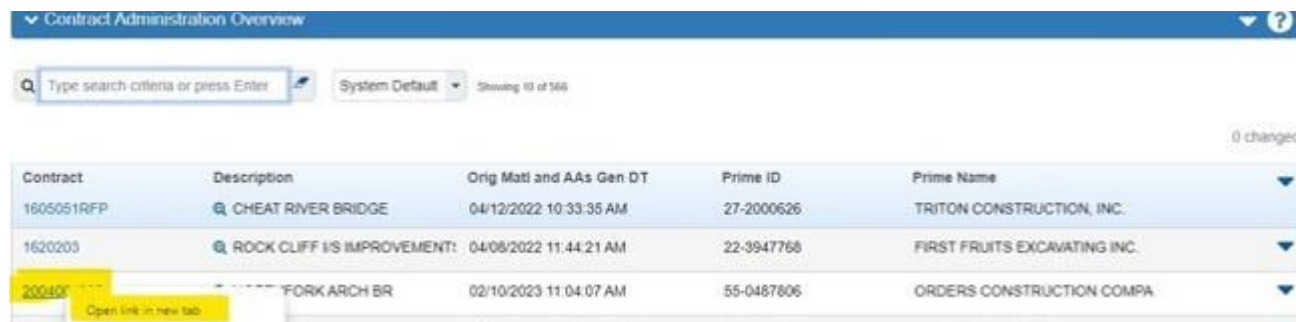 Contract Administration Overview
Type search criteria or press Enter System Default Showing 10 of 566
0 changed
Contract Description Orig Matl and AAs Gen DT Prime ID Prime Name
1605051RFP CHEAT RIVER BRIDGE 04/12/2022 10:33:35 AM 27-2000626 TRITON CONSTRUCTION, INC.
1620203 ROCK CLIFF I/S IMPROVEMENTS 04/08/2022 11:44:21 AM 22-3947768 FIRST FRUITS EXCAVATING INC.
ARCH BR 02/10/2023 11:04:07 AM 55-0487806 ORDERS CONSTRUCTION COMPA
Open link in new tab